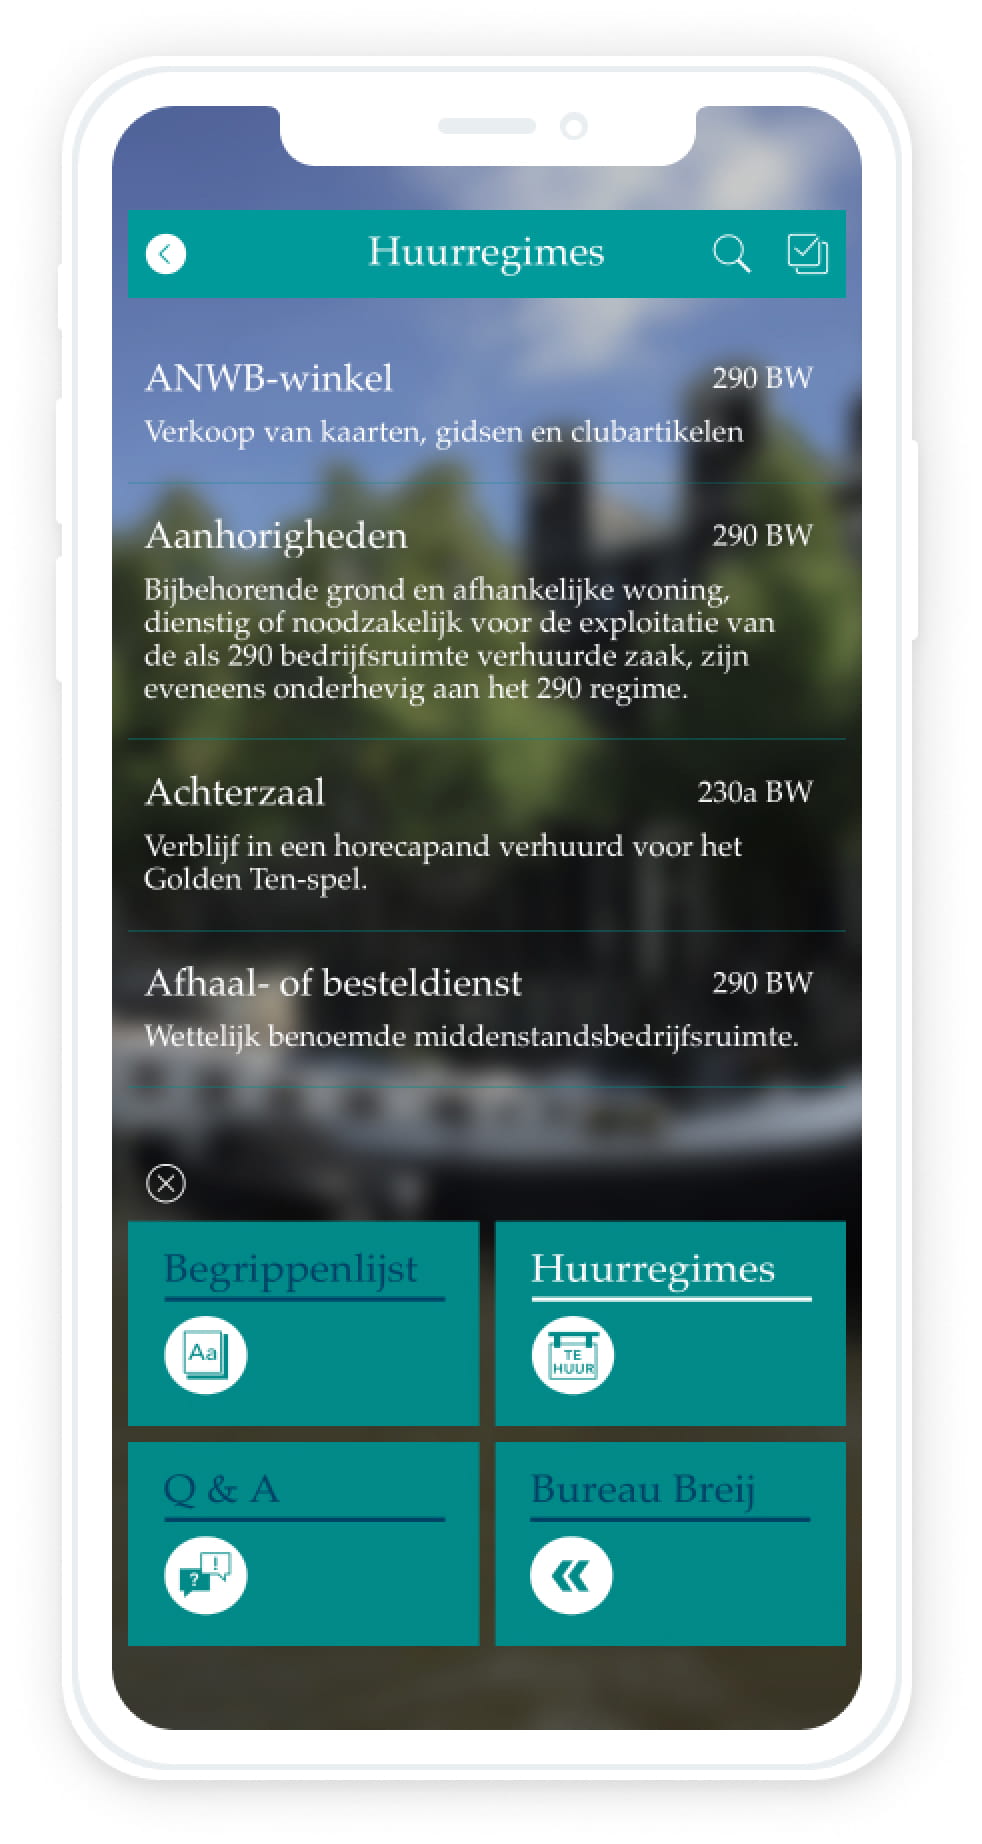 Huurregimes
ANWB-winkel 290 BW
Verkoop van kaarten, gidsen en clubartikelen
Aanhorigheden 290 BW
Bijbehorende grond en afhankelijke woning,
dienstig of noodzakelijk voor de exploitatie van
de als 290 bedrijfsruimte verhuurde zaak, zijn
eveneens onderhevig aan het 290 regime.
Achterzaal 230a BW
Verblijf in een horecapand verhuurd voor het
Golden Ten-spel.
Afhaal- of besteldienst 290 BW
Wettelijk benoemde middenstandsbedrijfsruimte.
Begrippenlijst
Aa
Huurregimes
TE
HUUR
Q & A
? !
Bureau Breij